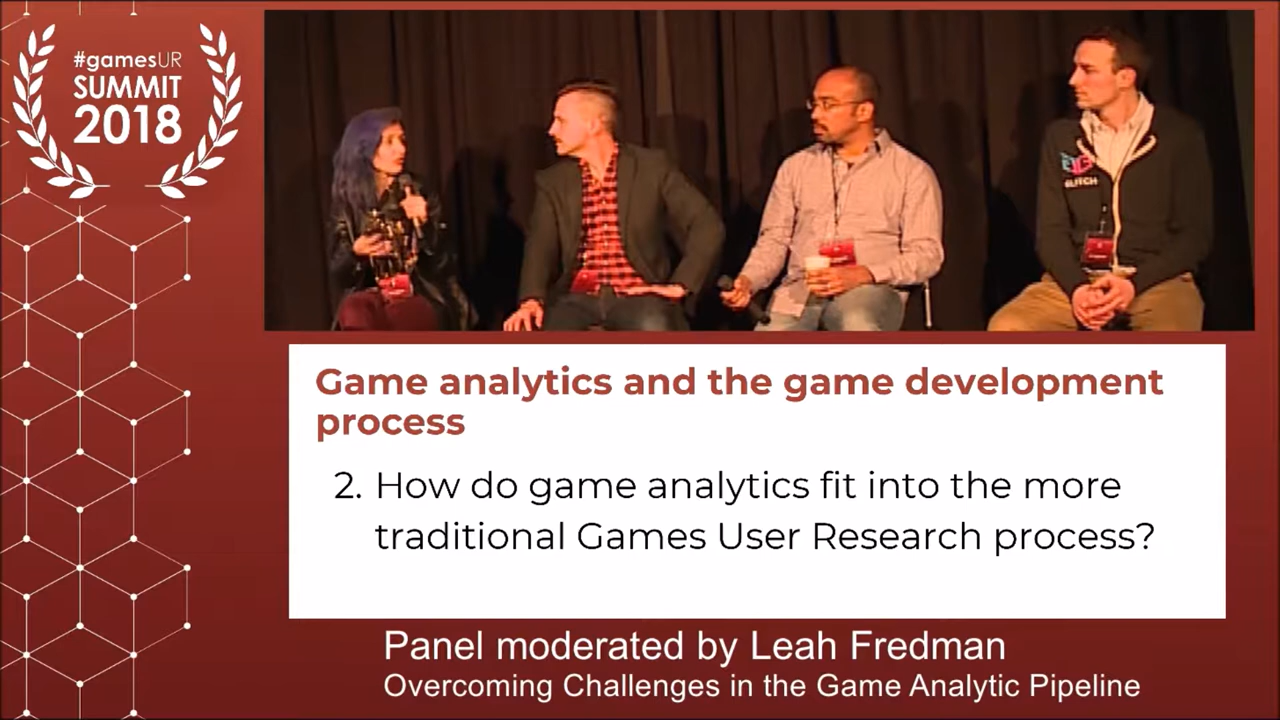 #gamesUR
SUMMIT
2018
GLITCH
Game analytics and the game development
process
2. How do game analytics fit into the more
traditional Games User Research process?
Panel moderated by Leah Fredman
Overcoming Challenges in the Game Analytic Pipeline